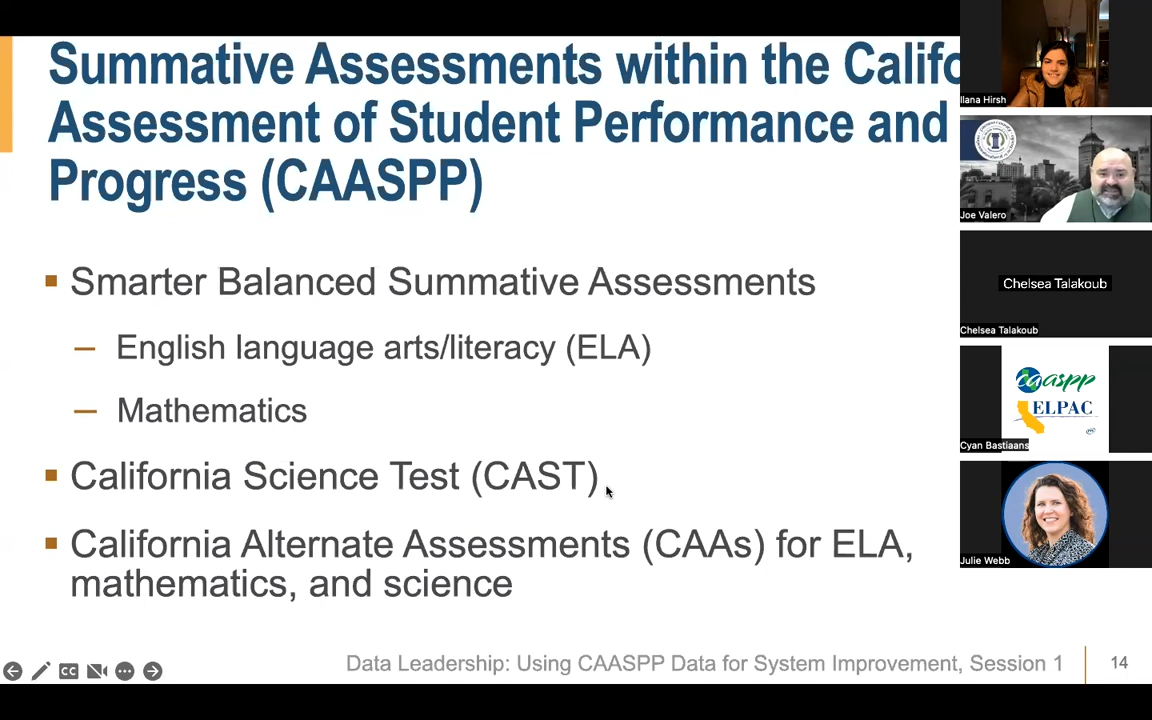 Summative Assessments within the Califo
Assessment of Student Performance and
Progress (CAASPP)
Smarter Balanced Summative Assessments
– English language arts/literacy (ELA)
– Mathematics
California Science Test (CAST)
California Alternate Assessments (CAAs) for ELA,
mathematics, and science
Data Leadership: Using CAASPP Data for System Improvement, Session 1
14
CC
Ilana Hirsh
Joe Valero
Chelsea Talakoub
Chelsea Talakoub
caaspp
ELPAC
Cyan Bastiaans
Julie Webb